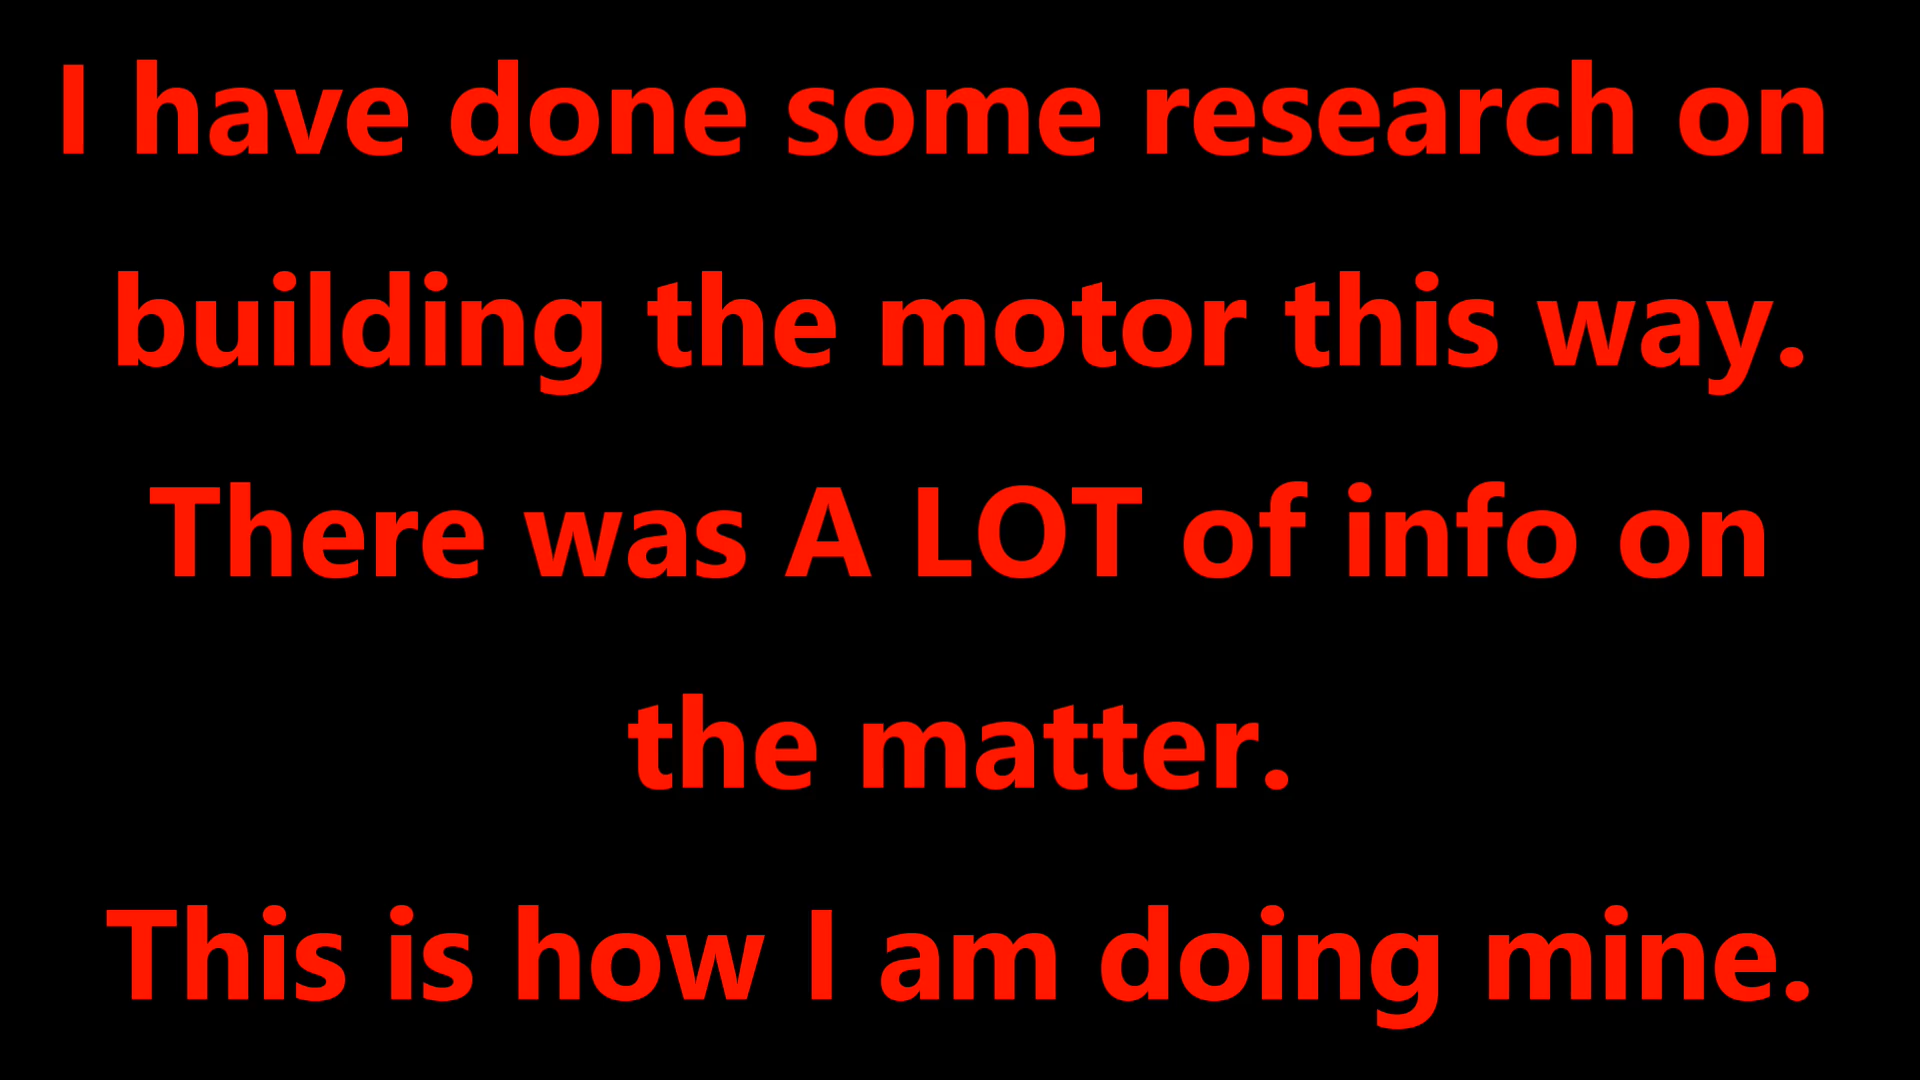 I have done some research on
building the motor this way.
There was A LOT of info on
the matter.
This is how I am doing mine.